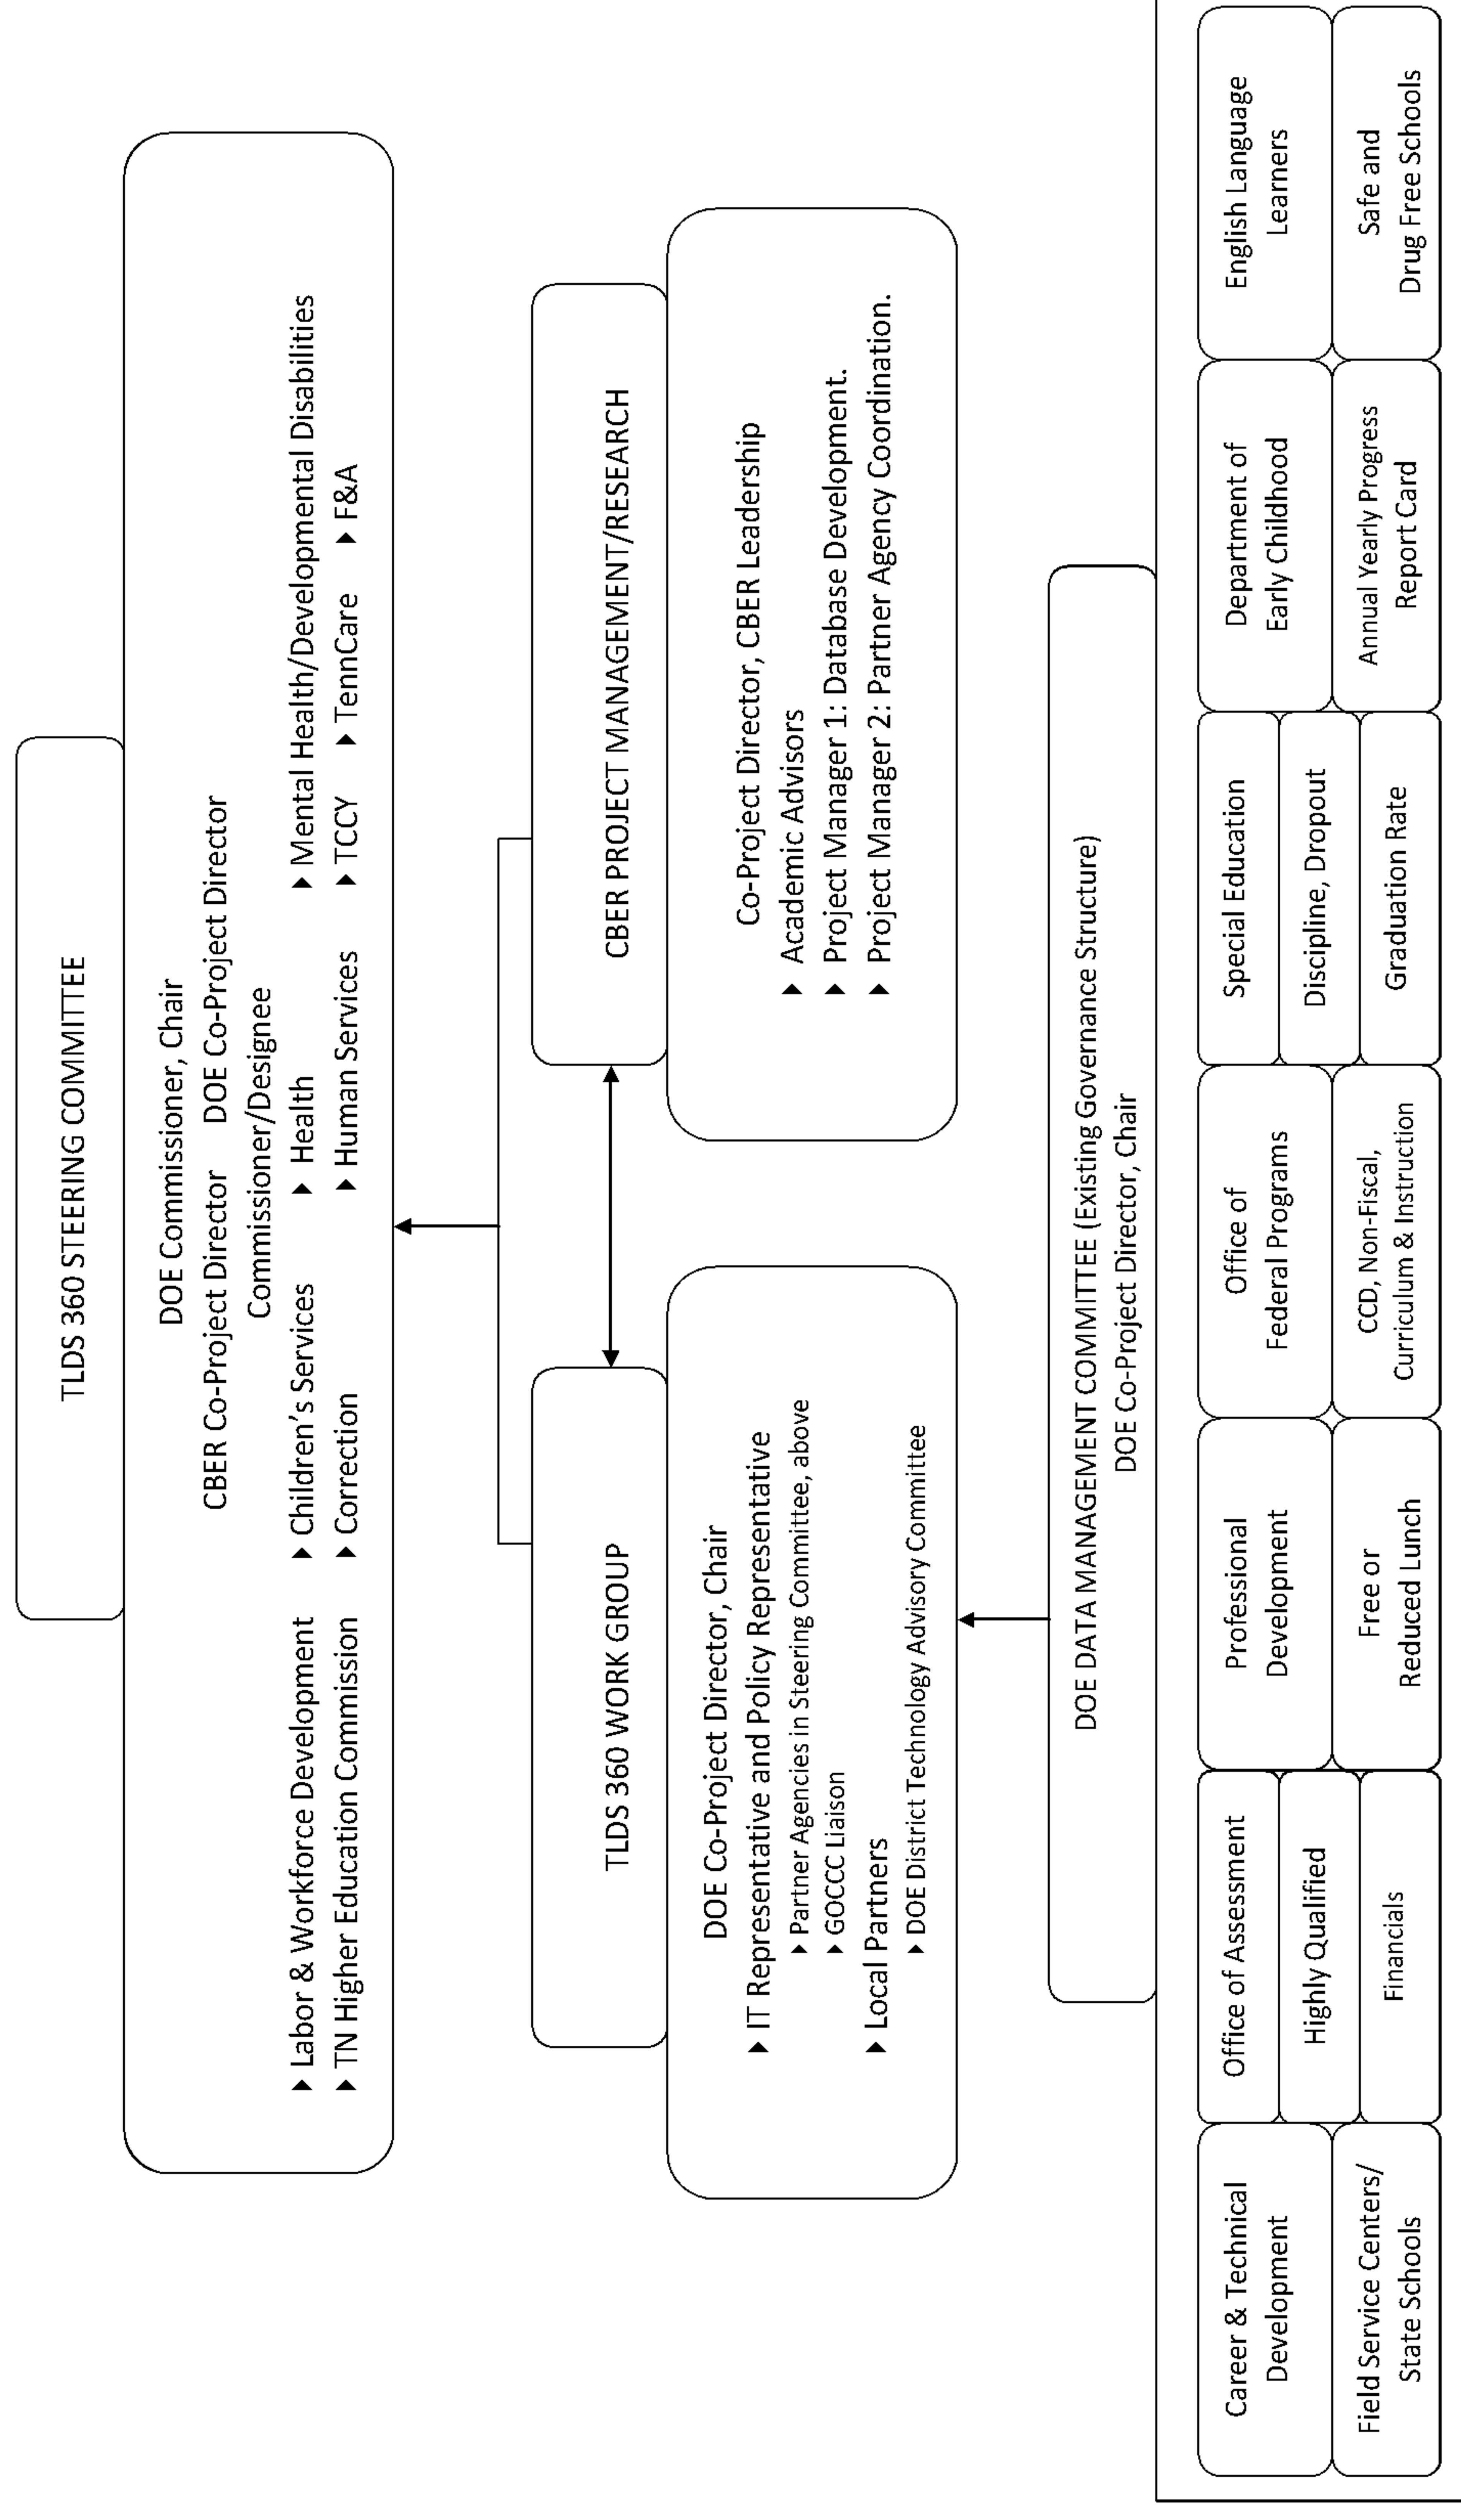 TLDS 360 STEERING COMMITTEE
DOE Commissioner, Chair
CBER Co-Project Director DOE Co-Project Director
Commissioner/Designee
▶ Labor & Workforce Development ▶ Children’s Services ▶ Health ▶ Mental Health/Developmental Disabilities
▶ TN Higher Education Commission ▶ Correction ▶ Human Services ▶ TCCY ▶ TennCare ▶ F&A
TLDS 360 WORK GROUP
DOE Co-Project Director, Chair
▶ IT Representative and Policy Representative
▶ Partner Agencies in Steering Committee, above
▶ GOCCC Liaison
▶ Local Partners
▶ DOE District Technology Advisory Committee
CBER PROJECT MANAGEMENT/RESEARCH
Co-Project Director, CBER Leadership
▶ Academic Advisors
▶ Project Manager 1: Database Development.
▶ Project Manager 2: Partner Agency Coordination.
DOE DATA MANAGEMENT COMMITTEE (Existing Governance Structure)
DOE Co-Project Director, Chair
Career & Technical
Development
Field Service Centers/
State Schools
Office of Assessment
Highly Qualified
Financials
Professional
Development
Free or
Reduced Lunch
Office of
Federal Programs
CCD, Non-Fiscal,
Curriculum & Instruction
Special Education
Discipline, Dropout
Graduation Rate
Department of
Early Childhood
Annual Yearly Progress
Report Card
English Language
Learners
Safe and
Drug Free Schools